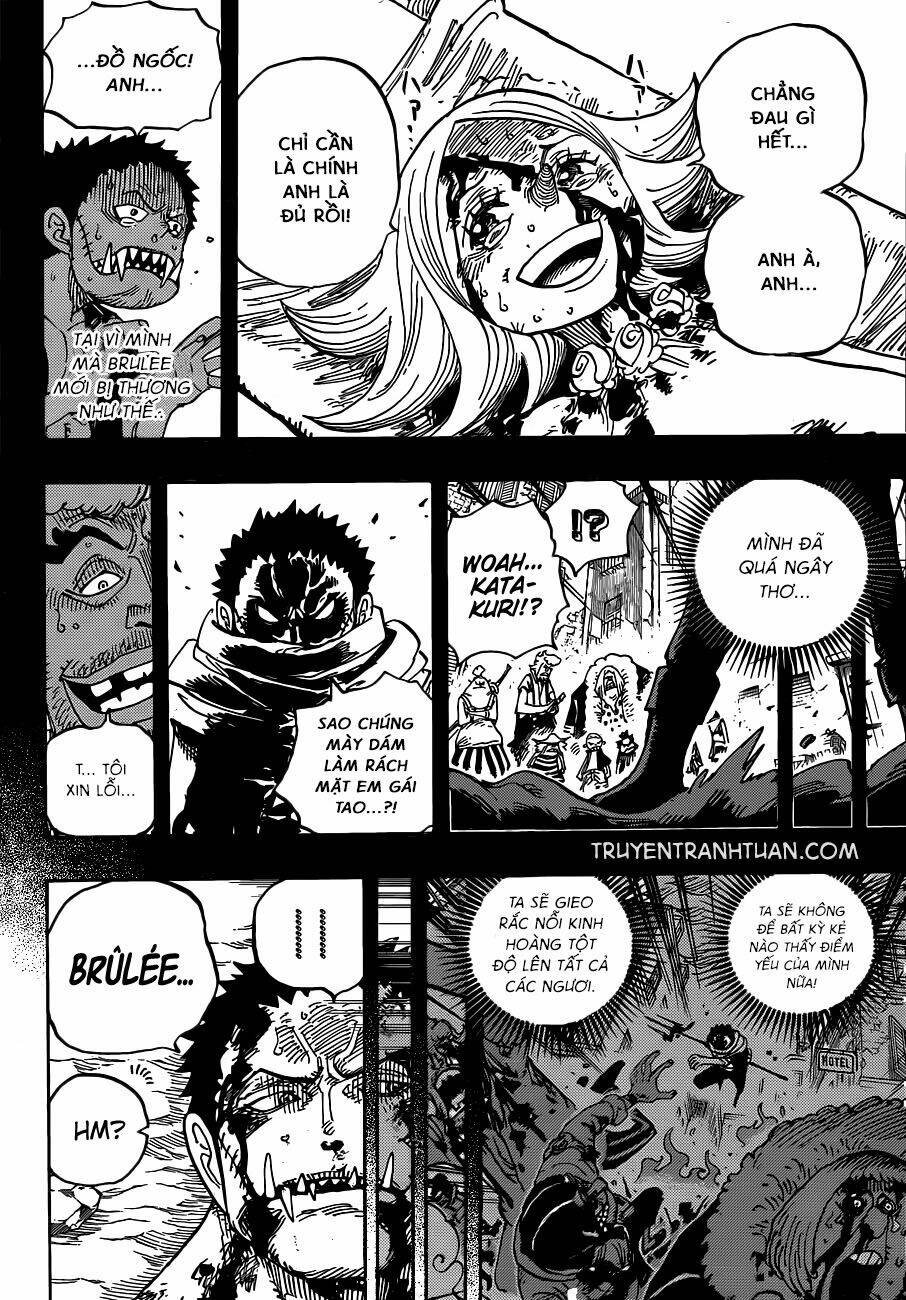 CHẲNG
ĐAU GÌ
HẾT...
ANH À,
ANH...
?
CHỈ CẦN
LÀ CHÍNH
ANH LÀ
ĐỦ RỒI!
...ĐỒ NGỐC!
ANH...
TẠI VÌ MÌNH
MÀ BRULEE
MỚI BỊ THƯƠNG
NHƯ THẾ..
MÌNH ĐÃ
QUÁ NGÂY
THƠ...
!?
WOAH...
KATA-
KURI!?
SAO CHÚNG
MÀY DÁM
LÀM RÁCH
MẶT EM GÁI
TAO...?!
T... TÔI
XIN LỖI...
TRUYENTRANHTUAN.COM
TA SẼ KHÔNG
ĐỂ BẤT KỲ KẺ
NÀO THẤY ĐIỂM
YẾU CỦA MÌNH
NỮA!
TA SẼ GIEO
RẮC NỖI KINH
HOÀNG TỘT
ĐỘ LÊN TẤT CẢ
CÁC NGƯƠI.
HOTEL
BRÛLÉE...
HM?